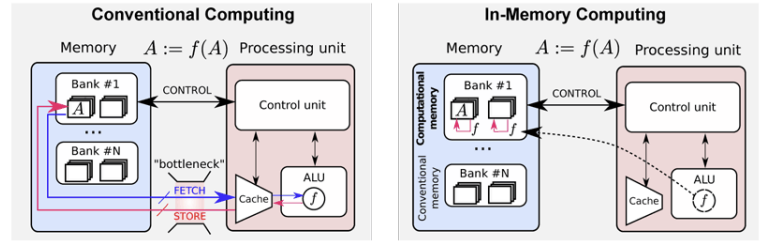 Conventional Computing
Memory
A := f(A)
Processing unit
Bank #1
A
CONTROL
Control unit
...
Bank #N
"bottleneck"
FETCH
STORE
Cache
ALU
f
In-Memory Computing
Memory
A := f(A)
Processing unit
Computational
memory
Bank #1
A
f
f
CONTROL
Control unit
...
Conventional
memory
Bank #N
Cache
ALU
f